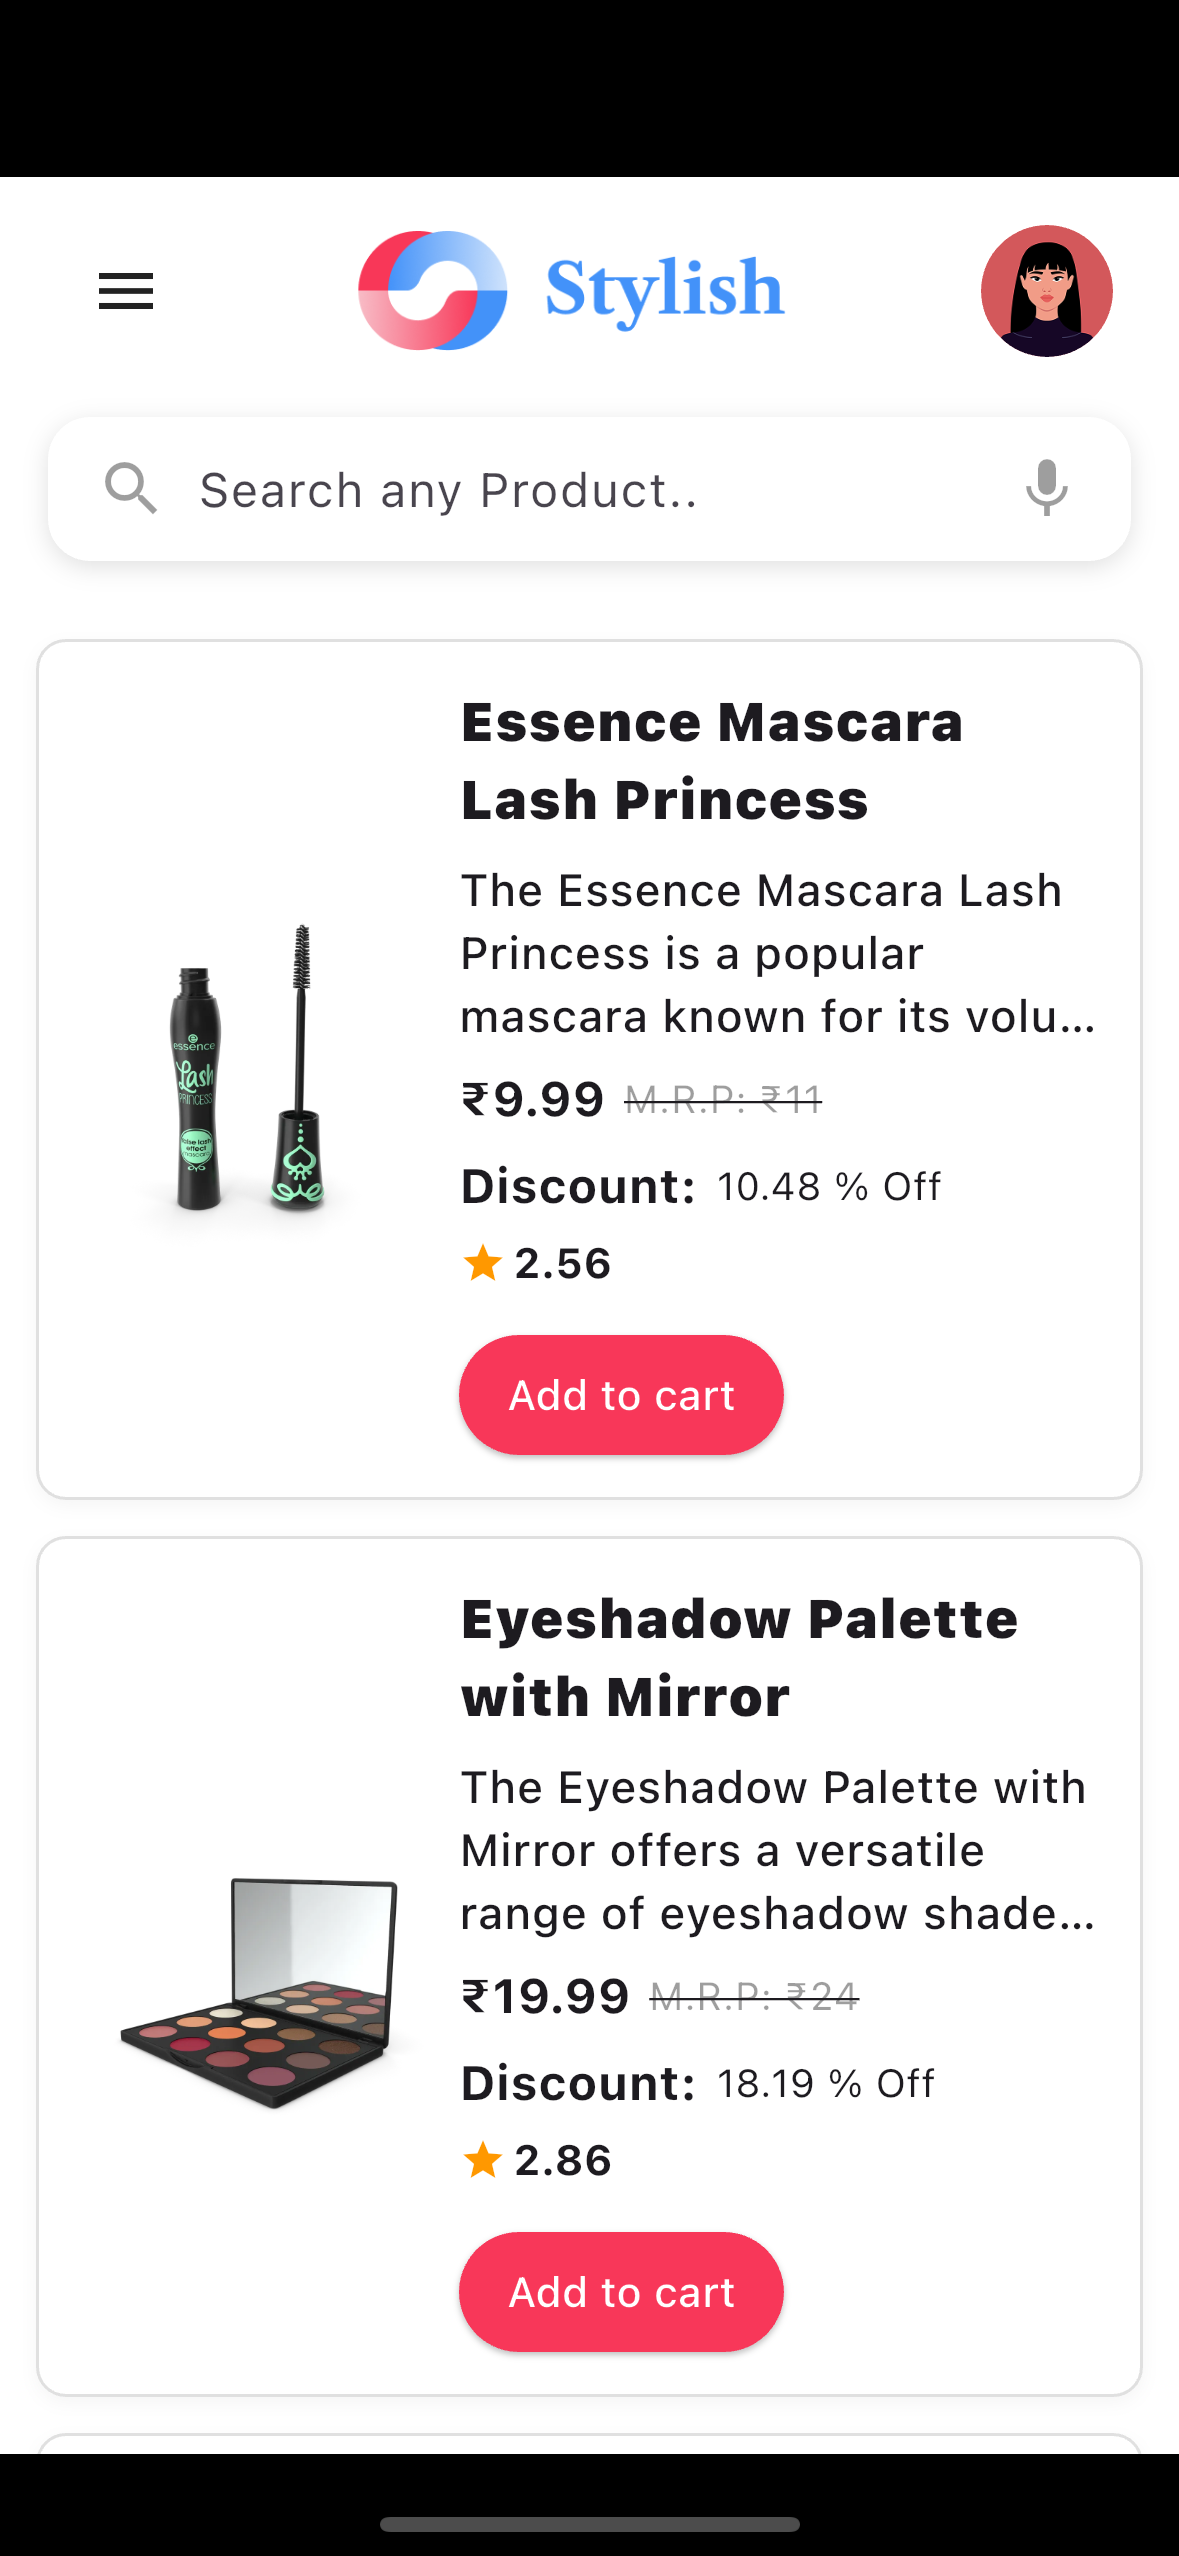 Stylish
Search any Product..
Essence Mascara
Lash Princess
The Essence Mascara Lash
Princess is a popular
mascara known for its volu...
₹9.99 M.R.P: ₹11
Discount: 10.48 % Off
2.56
Add to cart
essence
Lash
PRINCESS
false lash
effect
mascara
Eyeshadow Palette
with Mirror
The Eyeshadow Palette with
Mirror offers a versatile
range of eyeshadow shade...
₹19.99 M.R.P: ₹24
Discount: 18.19 % Off
2.86
Add to cart